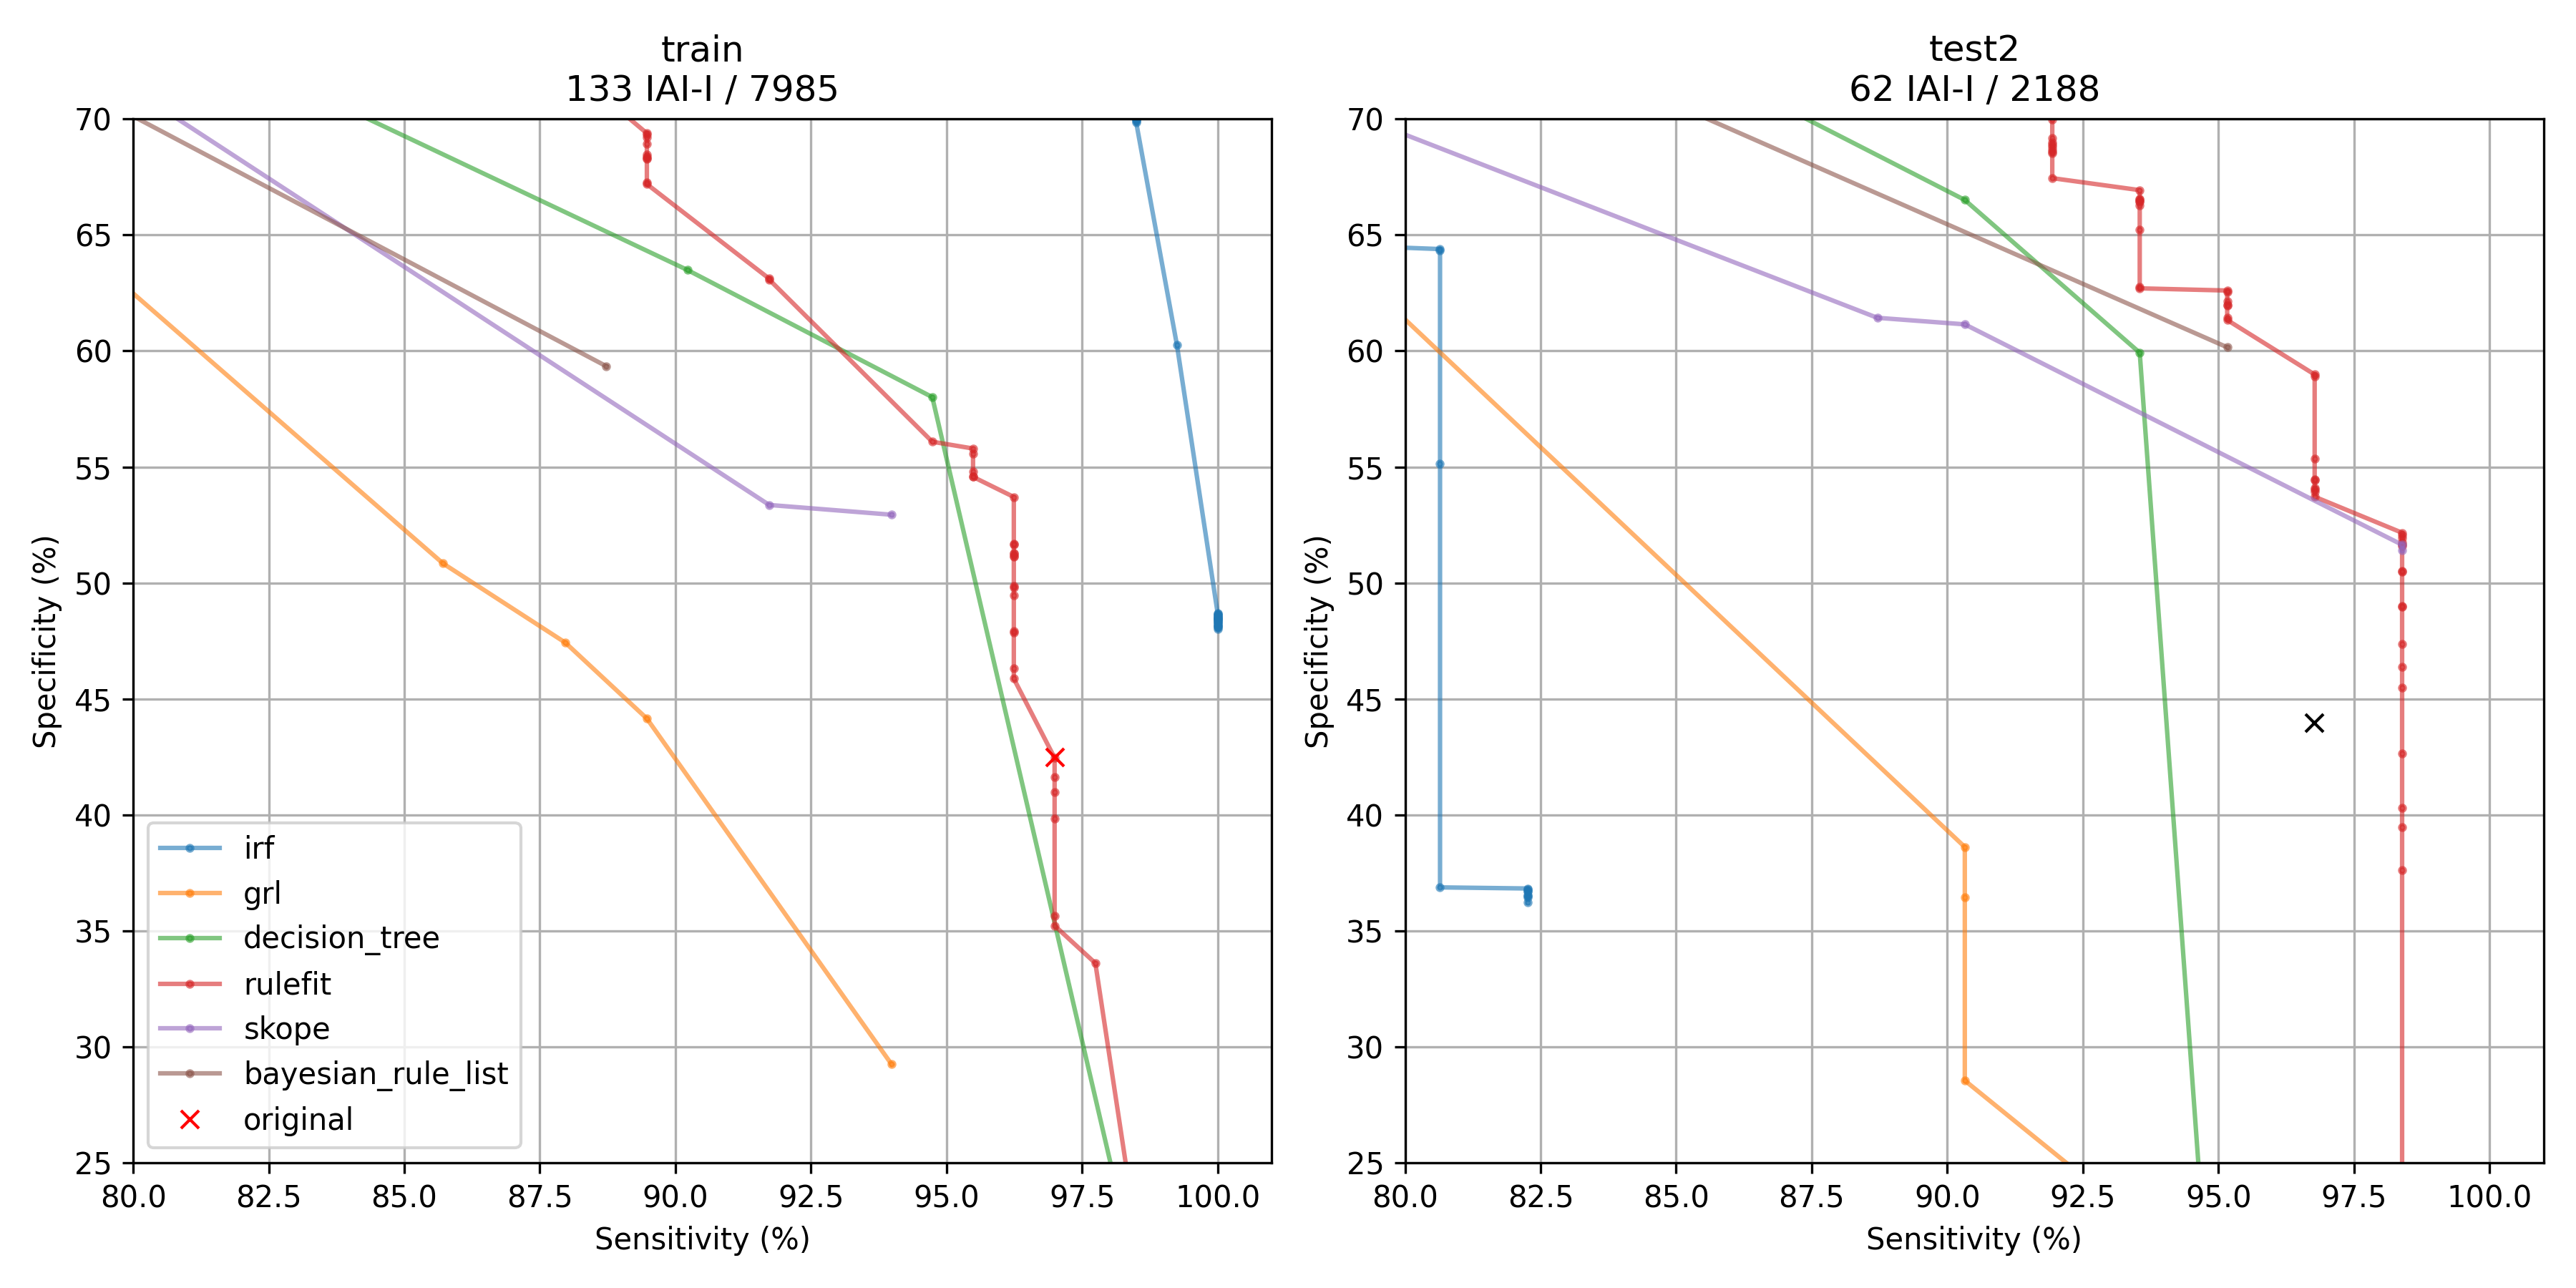 train
133 IAI-I / 7985
70
65
60
55
50
45
40
35
30
25
Specificity (%)
irf
grl
decision_tree
rulefit
skope
bayesian_rule_list
original
80.0 82.5 85.0 87.5 90.0 92.5 95.0 97.5 100.0
Sensitivity (%)
test2
62 IAI-I / 2188
70
65
60
55
50
45
40
35
30
25
Specificity (%)
80.0 82.5 85.0 87.5 90.0 92.5 95.0 97.5 100.0
Sensitivity (%)